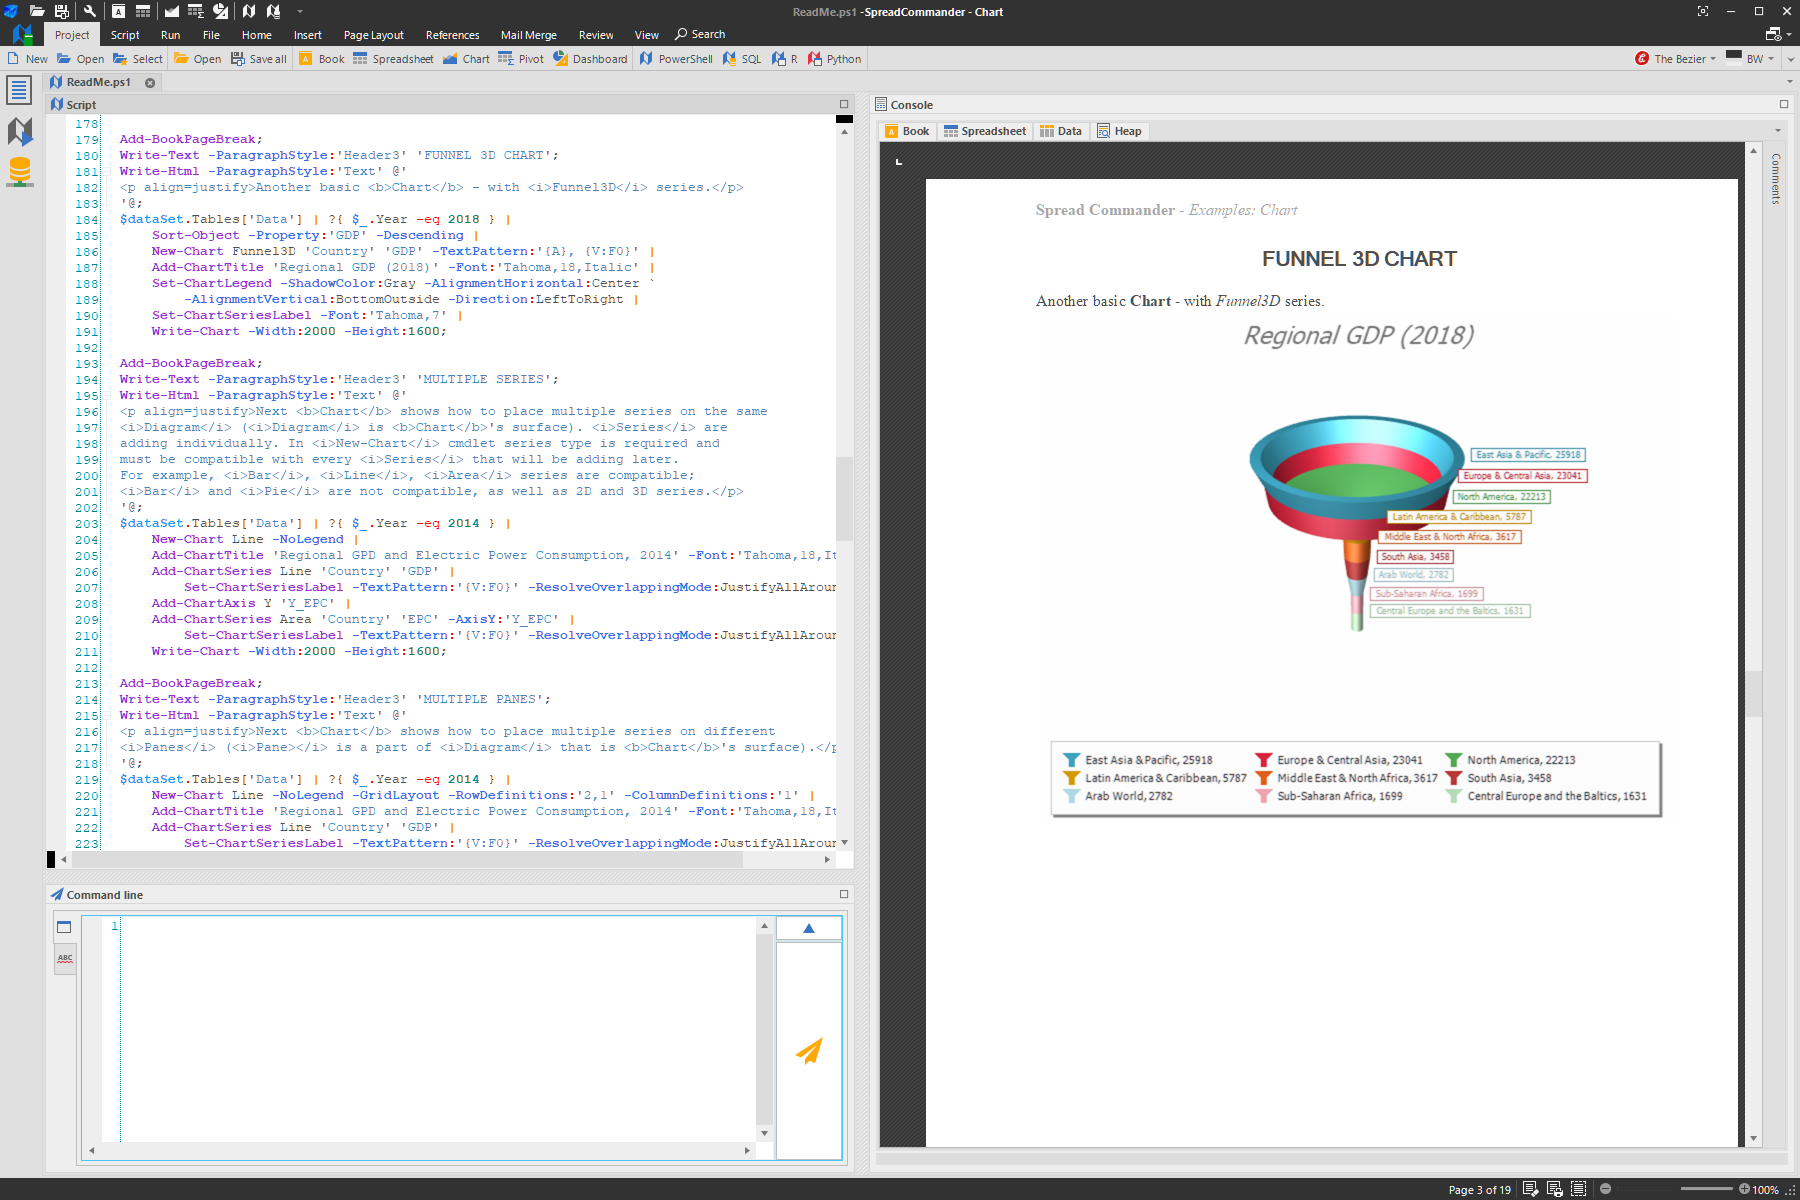 ReadMe.ps1 -SpreadCommander - Chart
Project Script Run File Home Insert Page Layout References Mail Merge Review View Search
New Open Select Open Save all Book Spreadsheet Chart Pivot Dashboard PowerShell SQL R Python The Bezier BW
ReadMe.ps1
Script
178
179 Add-BookPageBreak;
180 Write-Text -ParagraphStyle:'Header3' 'FUNNEL 3D CHART';
181 Write-Html -ParagraphStyle:'Text' @'
182 <p align=justify>Another basic <b>Chart</b> - with <i>Funnel3D</i> series.</p>
183 '@;
184 $dataSet.Tables['Data'] | ?{ $_.Year -eq 2018 } |
185 Sort-Object -Property:'GDP' -Descending |
186 New-Chart Funnel3D 'Country' 'GDP' -TextPattern:'{A}, {V:F0}' |
187 Add-ChartTitle 'Regional GDP (2018)' -Font:'Tahoma,18,Italic' |
188 Set-ChartLegend -ShadowColor:Gray -AlignmentHorizontal:Center `
189 -AlignmentVertical:BottomOutside -Direction:LeftToRight |
190 Set-ChartSeriesLabel -Font:'Tahoma,7' |
191 Write-Chart -Width:2000 -Height:1600;
192
193 Add-BookPageBreak;
194 Write-Text -ParagraphStyle:'Header3' 'MULTIPLE SERIES';
195 Write-Html -ParagraphStyle:'Text' @'
196 <p align=justify>Next <b>Chart</b> shows how to place multiple series on the same
197 <i>Diagram</i> (<i>Diagram</i> is <b>Chart</b>'s surface). <i>Series</i> are
198 adding individually. In <i>New-Chart</i> cmdlet series type is required and
199 must be compatible with every <i>Series</i> that will be adding later.
200 For example, <i>Bar</i>, <i>Line</i>, <i>Area</i> series are compatible;
201 <i>Bar</i> and <i>Pie</i> are not compatible, as well as 2D and 3D series.</p>
202 '@;
203 $dataSet.Tables['Data'] | ?{ $_.Year -eq 2014 } |
204 New-Chart Line -NoLegend |
205 Add-ChartTitle 'Regional GPD and Electric Power Consumption, 2014' -Font:'Tahoma,18,It
206 Add-ChartSeries Line 'Country' 'GDP' |
207 Set-ChartSeriesLabel -TextPattern:'{V:F0}' -ResolveOverlappingMode:JustifyAllAroun
208 Add-ChartAxis Y 'Y_EPC' |
209 Add-ChartSeries Area 'Country' 'EPC' -AxisY:'Y_EPC' |
210 Set-ChartSeriesLabel -TextPattern:'{V:F0}' -ResolveOverlappingMode:JustifyAllAroun
211 Write-Chart -Width:2000 -Height:1600;
212
213 Add-BookPageBreak;
214 Write-Text -ParagraphStyle:'Header3' 'MULTIPLE PANES';
215 Write-Html -ParagraphStyle:'Text' @'
216 <p align=justify>Next <b>Chart</b> shows how to place multiple series on different
217 <i>Panes</i> (<i>Pane></i> is a part of <i>Diagram</i> that is <b>Chart</b>'s surface).</p
218 '@;
219 $dataSet.Tables['Data'] | ?{ $_.Year -eq 2014 } |
220 New-Chart Line -NoLegend -GridLayout -RowDefinitions:'2,1' -ColumnDefinitions:'1' |
221 Add-ChartTitle 'Regional GPD and Electric Power Consumption, 2014' -Font:'Tahoma,18,It
222 Add-ChartSeries Line 'Country' 'GDP' |
223 Set-ChartSeriesLabel -TextPattern:'{V:F0}' -ResolveOverlappingMode:JustifyAllAroun
Command line
ABC
1
Console
Book Spreadsheet Data Heap
Comments
Spread Commander - Examples: Chart
FUNNEL 3D CHART
Another basic Chart - with Funnel3D series.
Regional GDP (2018)
East Asia & Pacific, 25918
Europe & Central Asia, 23041
North America, 22213
Latin America & Caribbean, 5787
Middle East & North Africa, 3617
South Asia, 3458
Arab World, 2782
Sub-Saharan Africa, 1699
Central Europe and the Baltics, 1631
East Asia & Pacific, 25918 Europe & Central Asia, 23041 North America, 22213
Latin America & Caribbean, 5787 Middle East & North Africa, 3617 South Asia, 3458
Arab World, 2782 Sub-Saharan Africa, 1699 Central Europe and the Baltics, 1631
Page 3 of 19 100%